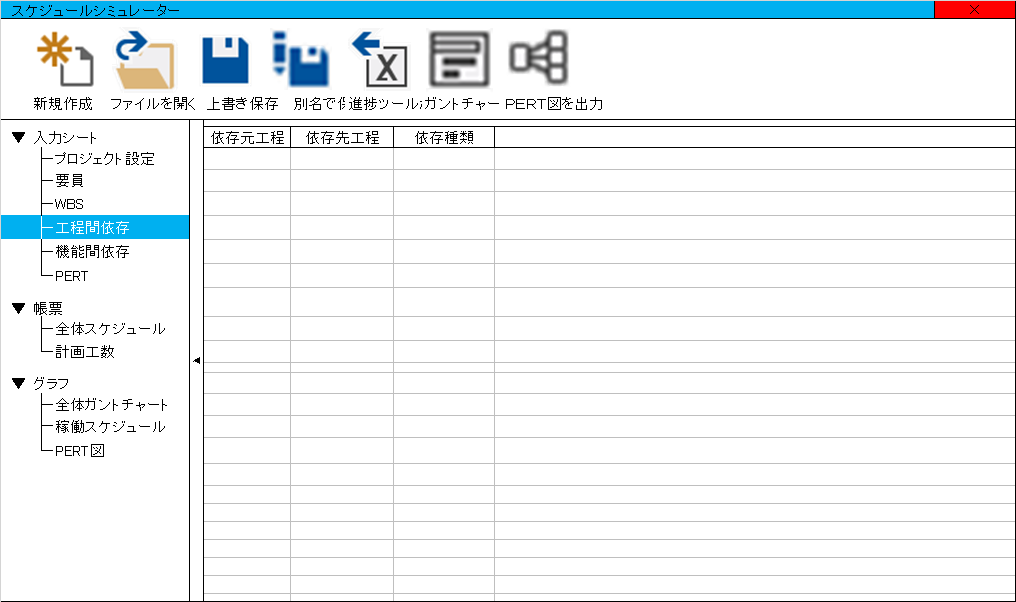 スケジュールシミュレーター
新規作成 ファイルを開く 上書き保存 別名で 進捗ツール ガントチャー PERT図を出力
▼ 入力シート
プロジェクト設定
要員
WBS
工程間依存
機能間依存
PERT
▼ 帳票
全体スケジュール
計画工数
▼ グラフ
全体ガントチャート
稼働スケジュール
PERT図
依存元工程 依存先工程 依存種類